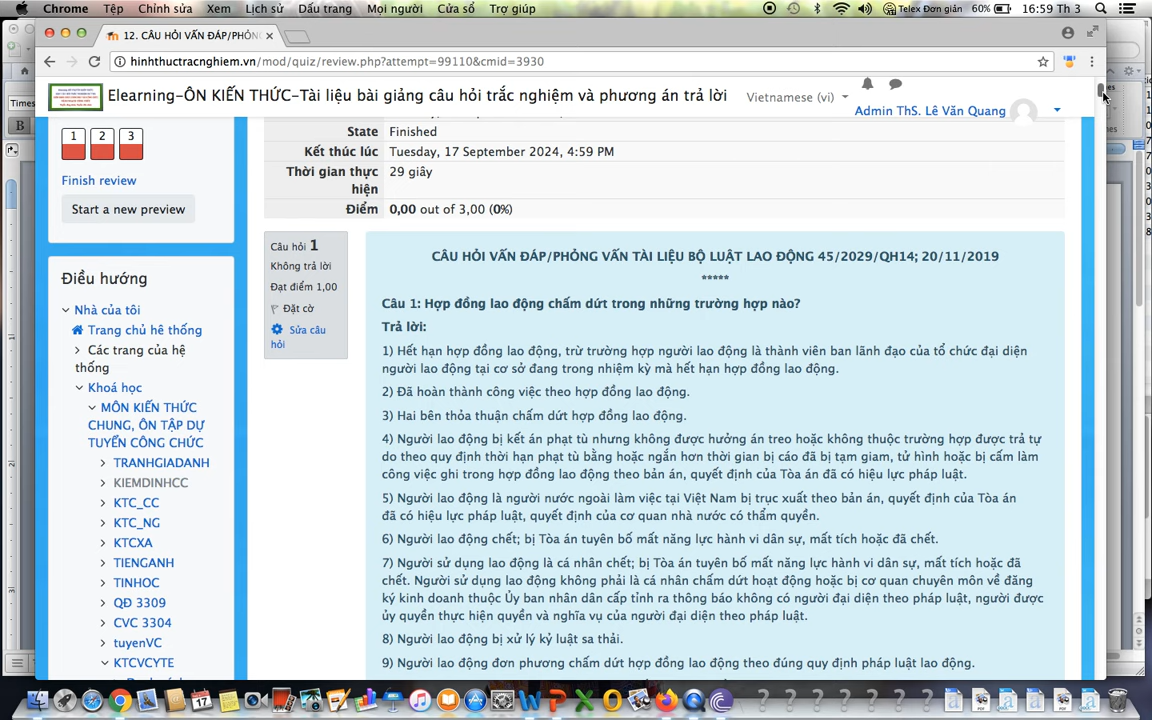 Chrome Tệp Chỉnh sửa Xem Lịch sử Dấu trang Mọi người Cửa sổ Trợ giúp Telex Đơn giản 60% 16:59 Th 3
12. CÂU HỎI VẤN ĐÁP/PHỎN
hinhthuctracnghiem.vn/mod/quiz/review.php?attempt=99110&cmid=3930
Elearning-ÔN KIẾN THỨC-Tài liệu bài giảng câu hỏi trắc nghiệm và phương án trả lời
Vietnamese (vi)
Admin ThS. Lê Văn Quang
Times
B
1 2 3
Finish review
Start a new preview
State Finished
Kết thúc lúc Tuesday, 17 September 2024, 4:59 PM
Thời gian thực hiện 29 giây
Điểm 0,00 out of 3,00 (0%)
Điều hướng
Nhà của tôi
Trang chủ hệ thống
Các trang của hệ
thống
Khoá học
MÔN KIẾN THỨC
CHUNG, ÔN TẬP DỰ
TUYỂN CÔNG CHỨC
TRANHGIADANH
KIEMDINHCC
KTC_CC
KTC_NG
KTCXA
TIENGANH
TINHOC
QĐ 3309
CVC 3304
tuyenVC
KTCVCYTE
Câu hỏi 1
Không trả lời
Đạt điểm 1,00
Đặt cờ
Sửa câu
hỏi
CÂU HỎI VẤN ĐÁP/PHỎNG VẤN TÀI LIỆU BỘ LUẬT LAO ĐỘNG 45/2029/QH14; 20/11/2019
*****
Câu 1: Hợp đồng lao động chấm dứt trong những trường hợp nào?
Trả lời:
1) Hết hạn hợp đồng lao động, trừ trường hợp người lao động là thành viên ban lãnh đạo của tổ chức đại diện
người lao động tại cơ sở đang trong nhiệm kỳ mà hết hạn hợp đồng lao động.
2) Đã hoàn thành công việc theo hợp đồng lao động.
3) Hai bên thỏa thuận chấm dứt hợp đồng lao động.
4) Người lao động bị kết án phạt tù nhưng không được hưởng án treo hoặc không thuộc trường hợp được trả tự
do theo quy định thời hạn phạt tù bằng hoặc ngắn hơn thời gian bị cáo đã bị tạm giam, tử hình hoặc bị cấm làm
công việc ghi trong hợp đồng lao động theo bản án, quyết định của Tòa án đã có hiệu lực pháp luật.
5) Người lao động là người nước ngoài làm việc tại Việt Nam bị trục xuất theo bản án, quyết định của Tòa án
đã có hiệu lực pháp luật, quyết định của cơ quan nhà nước có thẩm quyền.
6) Người lao động chết; bị Tòa án tuyên bố mất năng lực hành vi dân sự, mất tích hoặc đã chết.
7) Người sử dụng lao động là cá nhân chết; bị Tòa án tuyên bố mất năng lực hành vi dân sự, mất tích hoặc đã
chết. Người sử dụng lao động không phải là cá nhân chấm dứt hoạt động hoặc bị cơ quan chuyên môn về đăng
ký kinh doanh thuộc Ủy ban nhân dân cấp tỉnh ra thông báo không có người đại diện theo pháp luật, người được
ủy quyền thực hiện quyền và nghĩa vụ của người đại diện theo pháp luật.
8) Người lao động bị xử lý kỷ luật sa thải.
9) Người lao động đơn phương chấm dứt hợp đồng lao động theo đúng quy định pháp luật lao động.